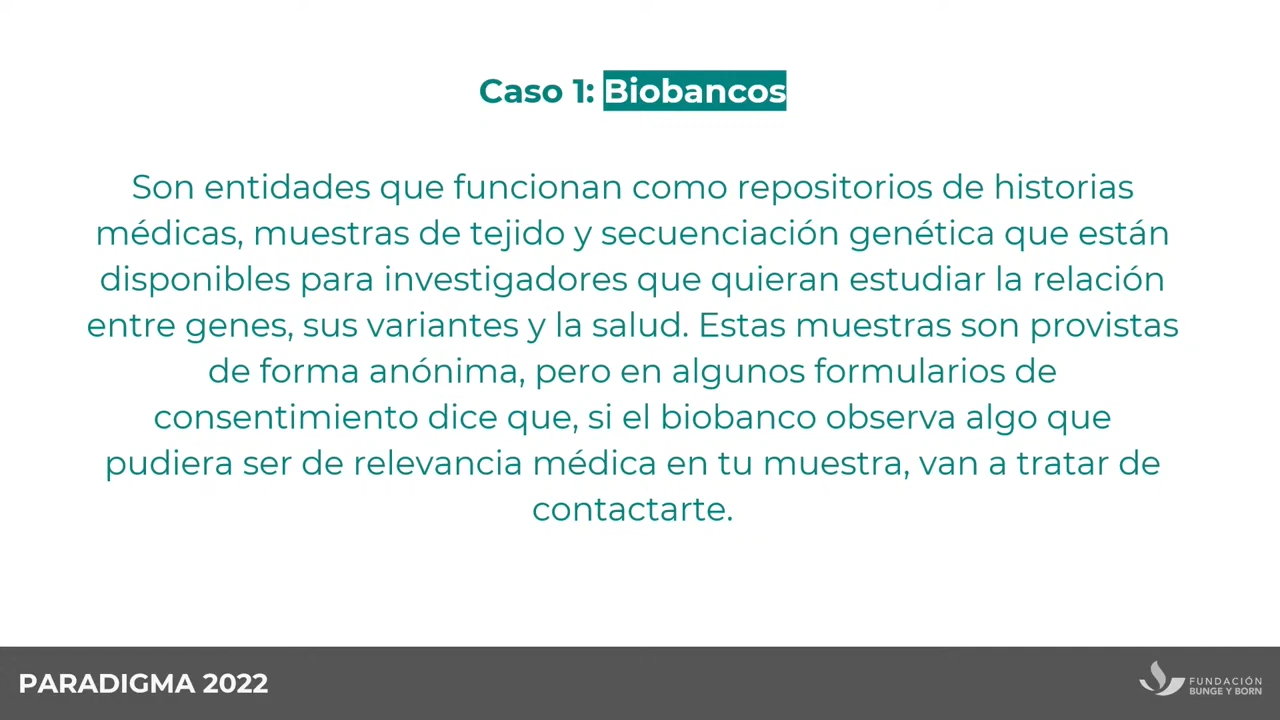 Caso 1: Biobancos
Son entidades que funcionan como repositorios de historias
médicas, muestras de tejido y secuenciación genética que están
disponibles para investigadores que quieran estudiar la relación
entre genes, sus variantes y la salud. Estas muestras son provistas
de forma anónima, pero en algunos formularios de
consentimiento dice que, si el biobanco observa algo que
pudiera ser de relevancia médica en tu muestra, van a tratar de
contactarte.
PARADIGMA 2022
FUNDACIÓN
BUNGE Y BORN